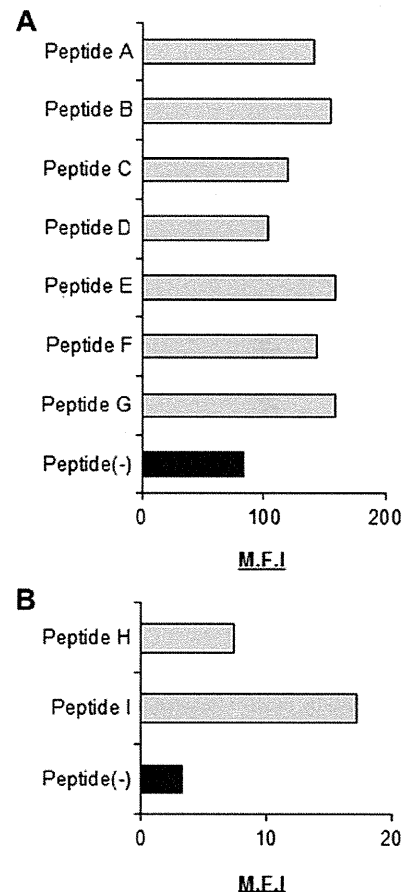 A
Peptide A
Peptide B
Peptide C
Peptide D
Peptide E
Peptide F
Peptide G
Peptide(-)
0 100 200
M.F.I
B
Peptide H
Peptide I
Peptide(-)
0 10 20
M.F.I